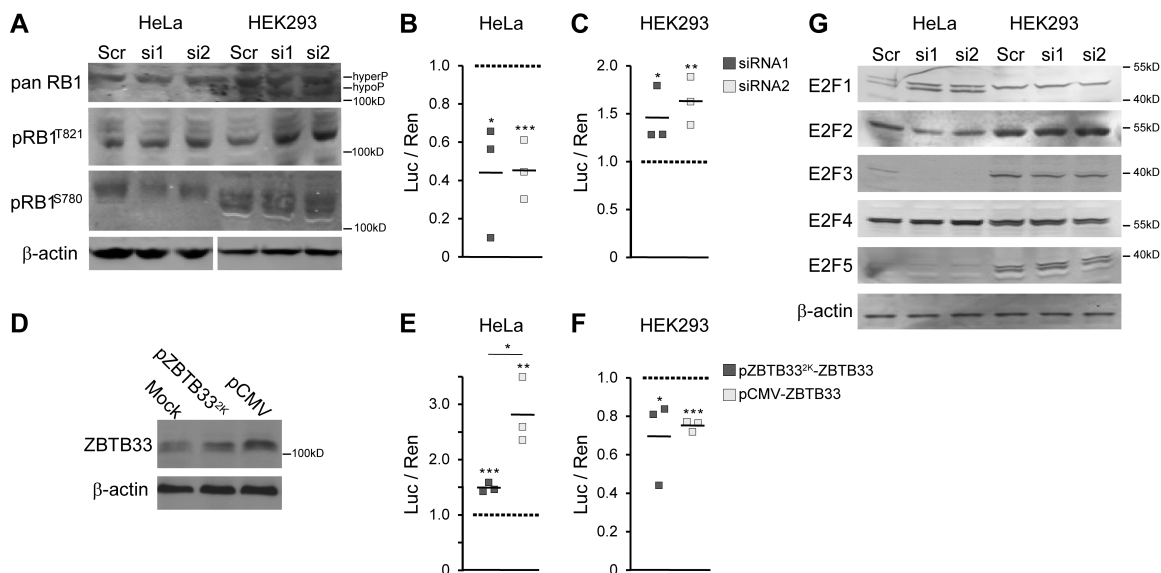 A
HeLa HEK293
Scr si1 si2 Scr si1 si2
pan RB1
hyperP
hypoP
100kD
pRB1T821
100kD
pRB1S780
100kD
β-actin
B
HeLa
Luc / Ren
1.0
0.8
0.6
0.4
0.2
0
*
***
C
HEK293
Luc / Ren
2.0
1.5
1.0
0.5
0
*
**
siRNA1
siRNA2
D
Mock
pZBTB332K
pCMV
ZBTB33
100kD
β-actin
E
HeLa
Luc / Ren
3.0
2.0
1.0
0
*
**
***
F
HEK293
Luc / Ren
1.0
0.8
0.6
0.4
0.2
0
*
***
pZBTB332K-ZBTB33
pCMV-ZBTB33
G
HeLa HEK293
Scr si1 si2 Scr si1 si2
E2F1
55kD
40kD
E2F2
55kD
E2F3
40kD
E2F4
55kD
E2F5
40kD
β-actin